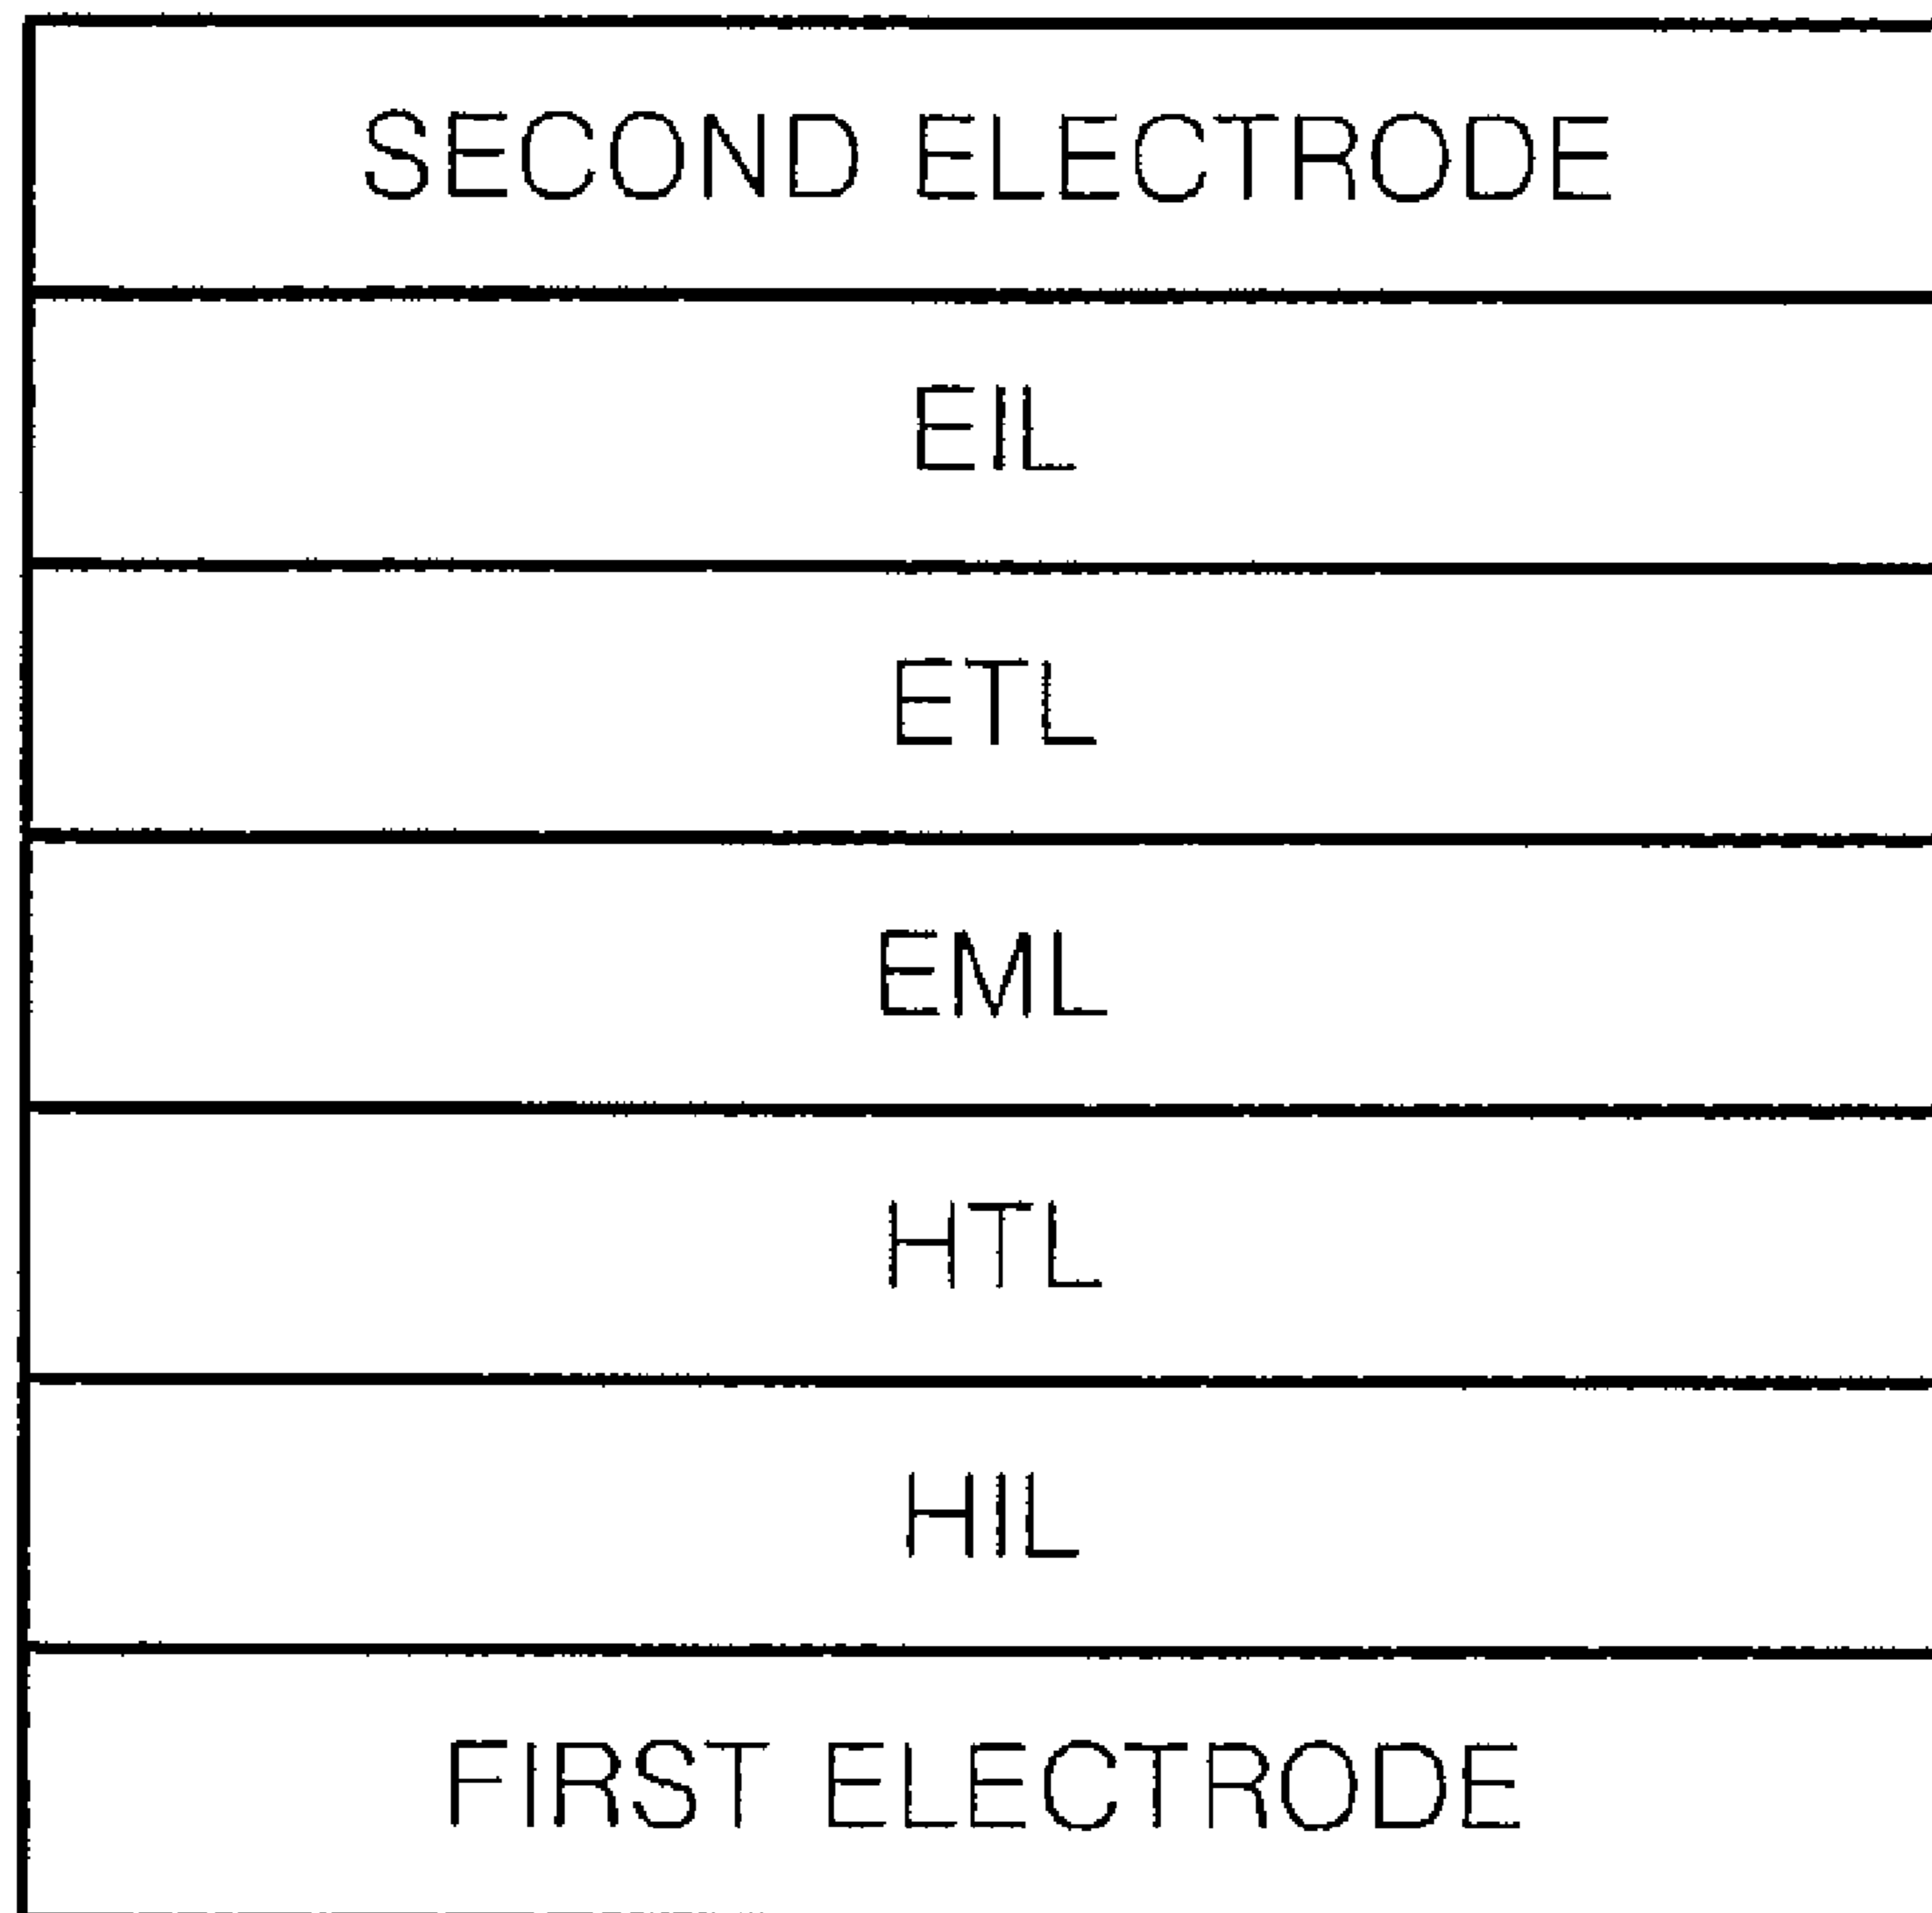 SECOND ELECTRODE
EIL
ETL
EML
HTL
HIL
FIRST ELECTRODE